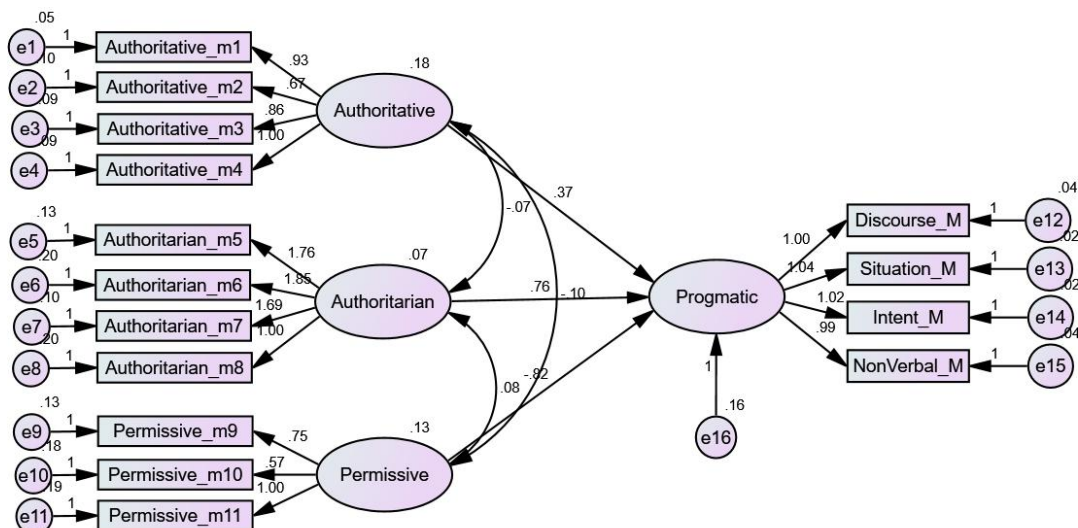 .05
e1 1 Authoritative_m1
.10
e2 1 Authoritative_m2
.09
e3 1 Authoritative_m3
.09
e4 1 Authoritative_m4
.93
.67
.86
1.00
.18
Authoritative
.13
e5 1 Authoritarian_m5
.20
e6 1 Authoritarian_m6
.10
e7 1 Authoritarian_m7
.20
e8 1 Authoritarian_m8
1.76
1.85
1.69
1.00
.07
Authoritarian
.13
e9 1 Permissive_m9
.18
e10 1 Permissive_m10
.19
e11 1 Permissive_m11
.75
.57
1.00
.13
Permissive
-.07
.08
-.10
.37
.76
-.82
Progmatic
1
.16
e16
1.00
1.04
1.02
.99
.04
Discourse_M 1 e12
.02
Situation_M 1 e13
.02
Intent_M 1 e14
.04
NonVerbal_M 1 e15